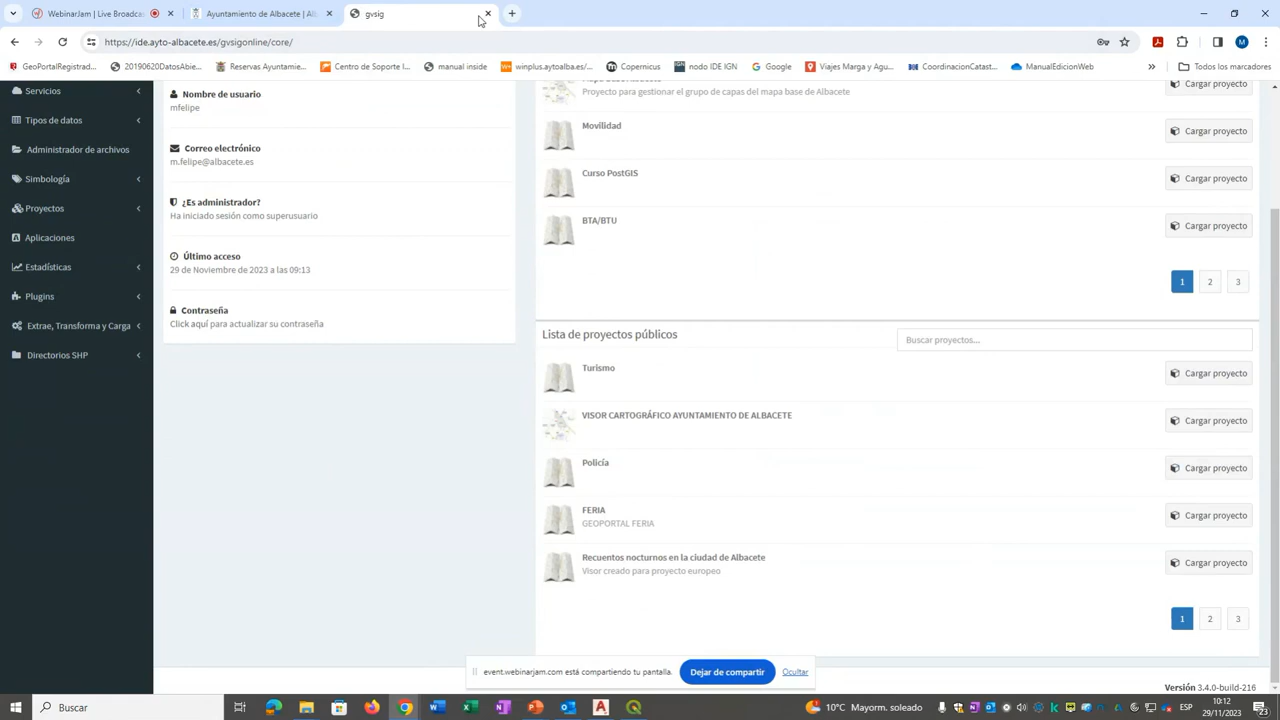 WebinarJam | Live Broadcas
Ayuntamiento de Albacete | Alb
gvsig
https://ide.ayto-albacete.es/gvsigonline/core/
M
GeoPortalRegistrad...
20190620DatosAbie...
Reservas Ayuntamie...
Centro de Soporte I...
manual inside
winplus.aytoalba.es/...
Copernicus
nodo IDE IGN
Google
Viajes Marga y Agu...
CoordinacionCatast...
ManualEdicionWeb
Todos los marcadores
Servicios
Tipos de datos
Administrador de archivos
Simbología
Proyectos
Aplicaciones
Estadísticas
Plugins
Extrae, Transforma y Carga
Directorios SHP
Nombre de usuario
mfelipe
Correo electrónico
m.felipe@albacete.es
¿Es administrador?
Ha iniciado sesión como superusuario
Último acceso
29 de Noviembre de 2023 a las 09:13
Contraseña
Click aquí para actualizar su contraseña
Proyecto para gestionar el grupo de capas del mapa base de Albacete
Cargar proyecto
Movilidad
Cargar proyecto
Curso PostGIS
Cargar proyecto
BTA/BTU
Cargar proyecto
1 2 3
Lista de proyectos públicos
Buscar proyectos...
Turismo
Cargar proyecto
VISOR CARTOGRÁFICO AYUNTAMIENTO DE ALBACETE
Cargar proyecto
Policía
Cargar proyecto
FERIA
GEOPORTAL FERIA
Cargar proyecto
Recuentos nocturnos en la ciudad de Albacete
Visor creado para proyecto europeo
Cargar proyecto
1 2 3
event.webinarjam.com está compartiendo tu pantalla.
Dejar de compartir
Ocultar
Versión 3.4.0-build-216
Buscar
10°C Mayorm. soleado
ESP
10:12
29/11/2023